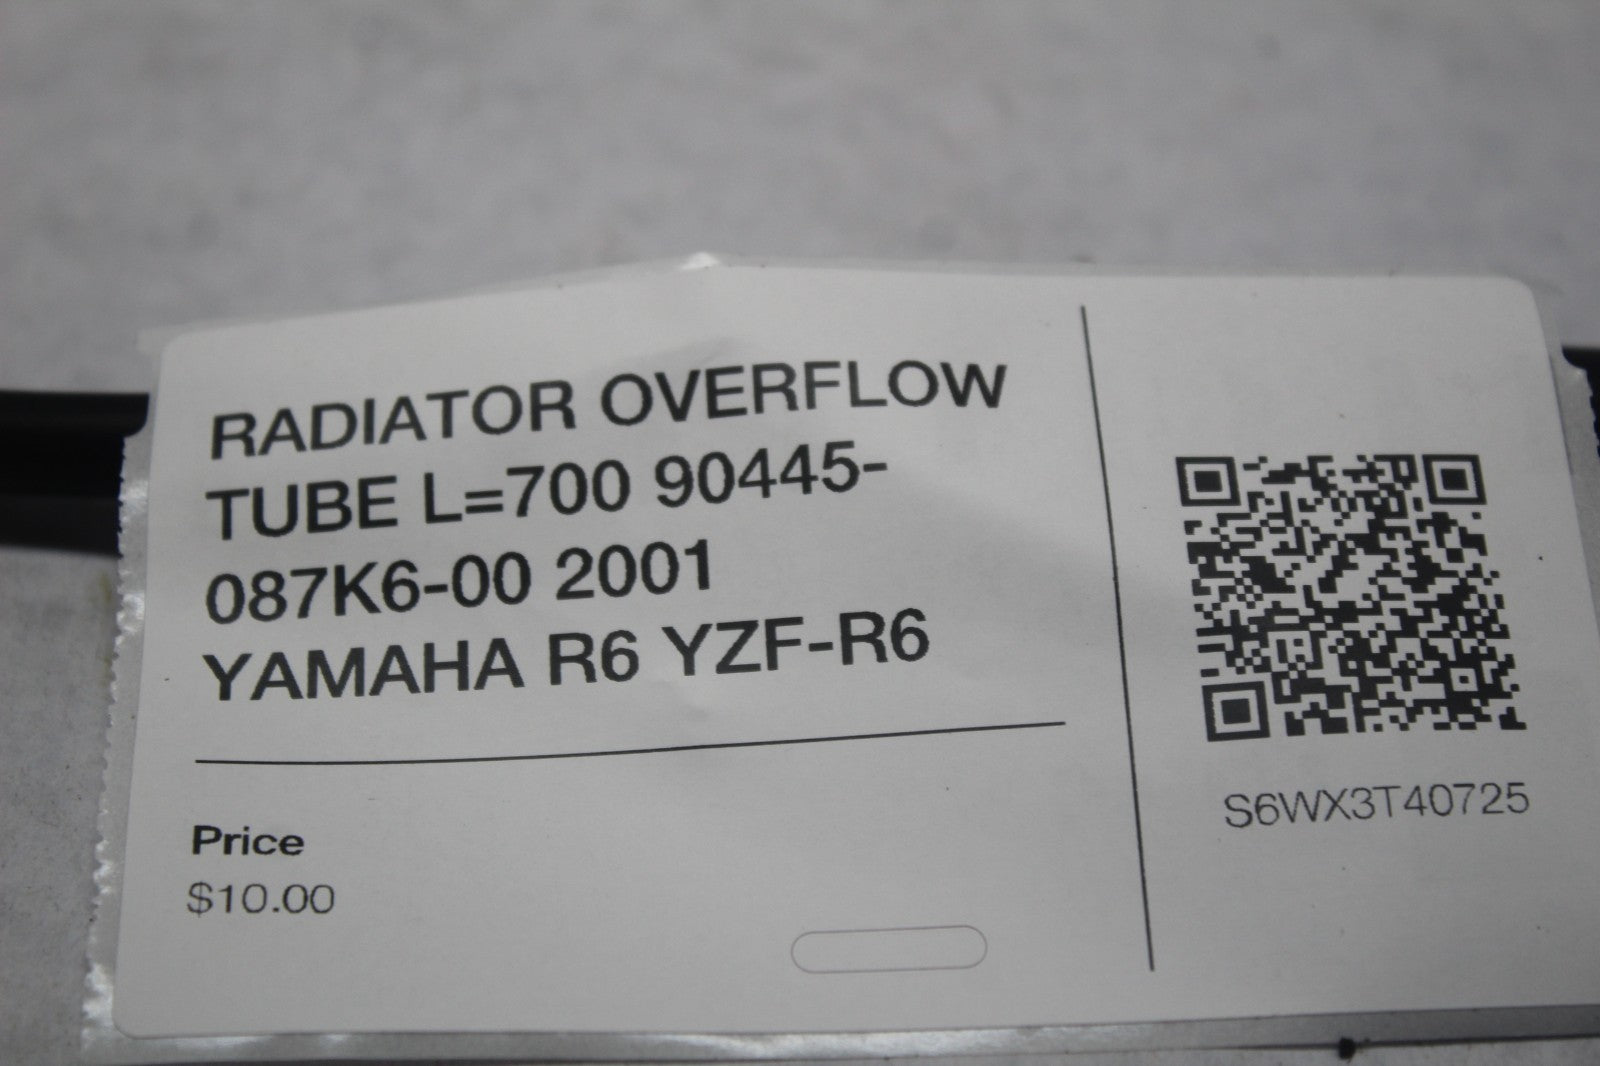 RADIATOR OVERFLOW
TUBE L=700 90445-
087K6-00 2001
YAMAHA R6 YZF-R6
Price
$10.00
S6WX3T40725